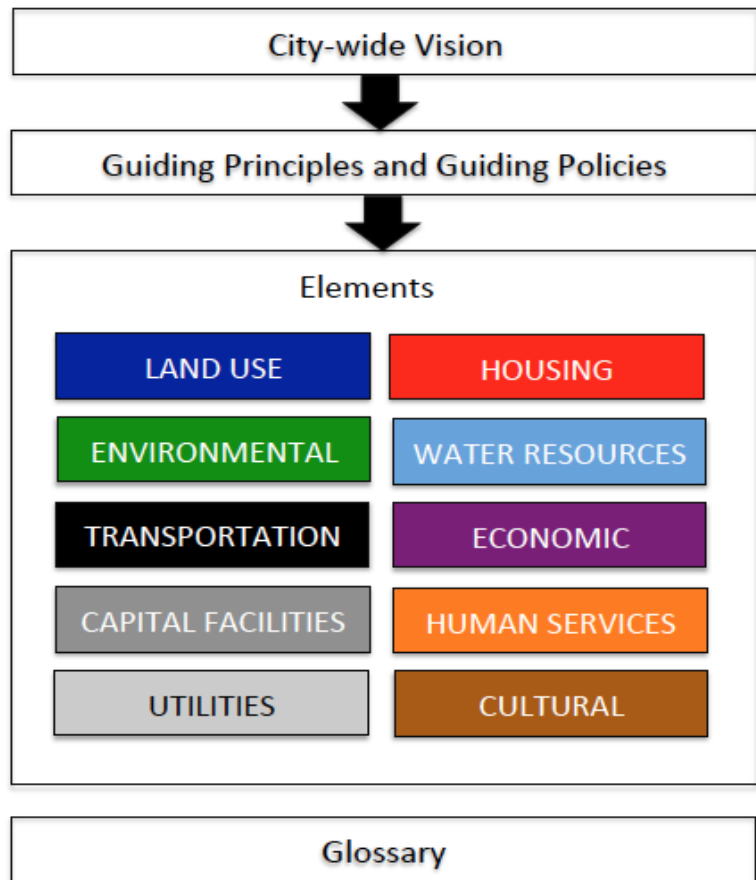 City-wide Vision
Guiding Principles and Guiding Policies
Elements
LAND USE
HOUSING
ENVIRONMENTAL
WATER RESOURCES
TRANSPORTATION
ECONOMIC
CAPITAL FACILITIES
HUMAN SERVICES
UTILITIES
CULTURAL
Glossary